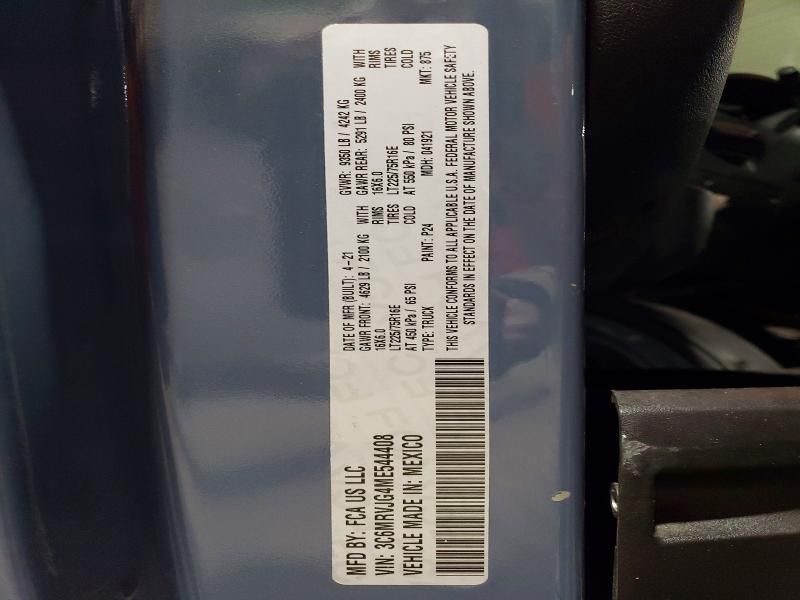 MFD BY: FCA US LLC
VIN: 3C6MRVJG4ME544408
VEHICLE MADE IN: MEXICO
DATE OF MFR (BUILT): 4-21 GVWR: 9350 LB / 4242 KG
GAWR FRONT: 4629 LB / 2100 KG WITH GAWR REAR: 5291 LB / 2400 KG WITH
16X6.0 RIMS 16X6.0 RIMS
LT225/75R16E TIRES LT225/75R16E TIRES
AT 450 kPa / 65 PSI COLD AT 550 kPa / 80 PSI COLD
TYPE: TRUCK PAINT: P24 MDH: 041921 MKT: 875
THIS VEHICLE CONFORMS TO ALL APPLICABLE U.S.A. FEDERAL MOTOR VEHICLE SAFETY
STANDARDS IN EFFECT ON THE DATE OF MANUFACTURE SHOWN ABOVE.